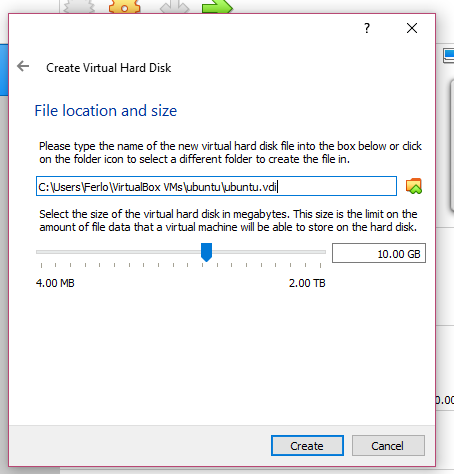 ?
Create Virtual Hard Disk
File location and size
Please type the name of the new virtual hard disk file into the box below or click
on the folder icon to select a different folder to create the file in.
C:\Users\Ferlo\VirtualBox VMs\ubuntu\ubuntu.vdi
Select the size of the virtual hard disk in megabytes. This size is the limit on the
amount of file data that a virtual machine will be able to store on the hard disk.
10.00 GB
4.00 MB 2.00 TB
Create Cancel